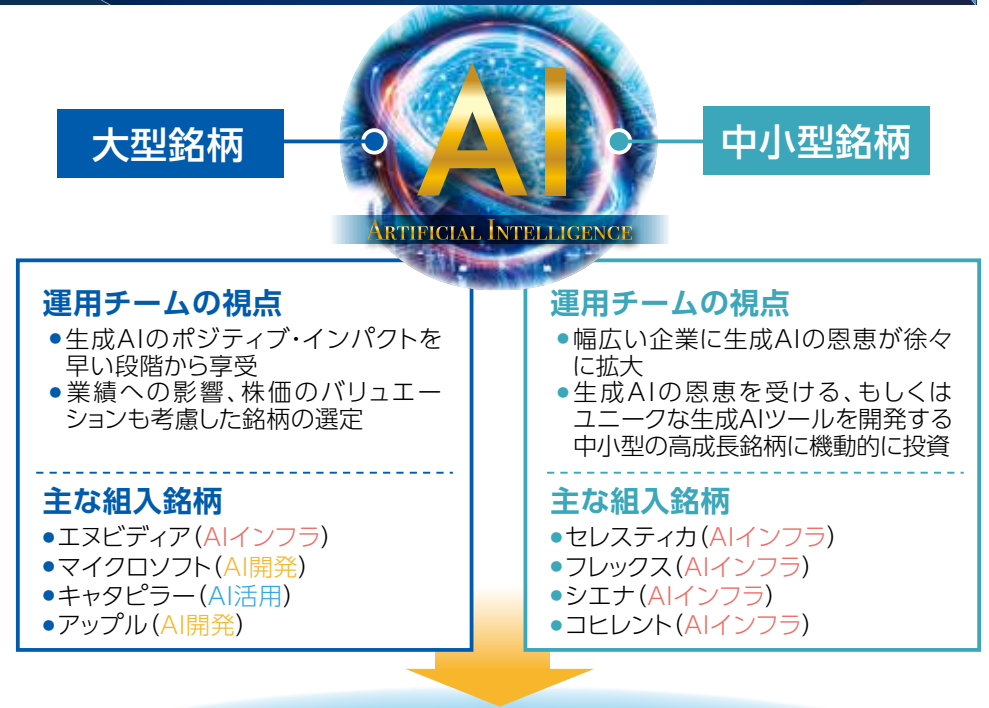 AI
ARTIFICIAL INTELLIGENCE
大型銘柄
中小型銘柄
運用チームの視点
●生成AIのポジティブ・インパクトを
早い段階から享受
●業績への影響、株価のバリュエー
ションも考慮した銘柄の選定
主な組入銘柄
●エヌビディア(AIインフラ)
●マイクロソフト(AI開発)
●キャタピラー(AI活用)
●アップル(AI開発)
運用チームの視点
●幅広い企業に生成AIの恩恵が徐々
に拡大
●生成AIの恩恵を受ける、もしくは
ユニークな生成AIツールを開発する
中小型の高成長銘柄に機動的に投資
主な組入銘柄
●セレスティカ(AIインフラ)
●フレックス(AIインフラ)
●シエナ(AIインフラ)
●コヒレント(AIインフラ)